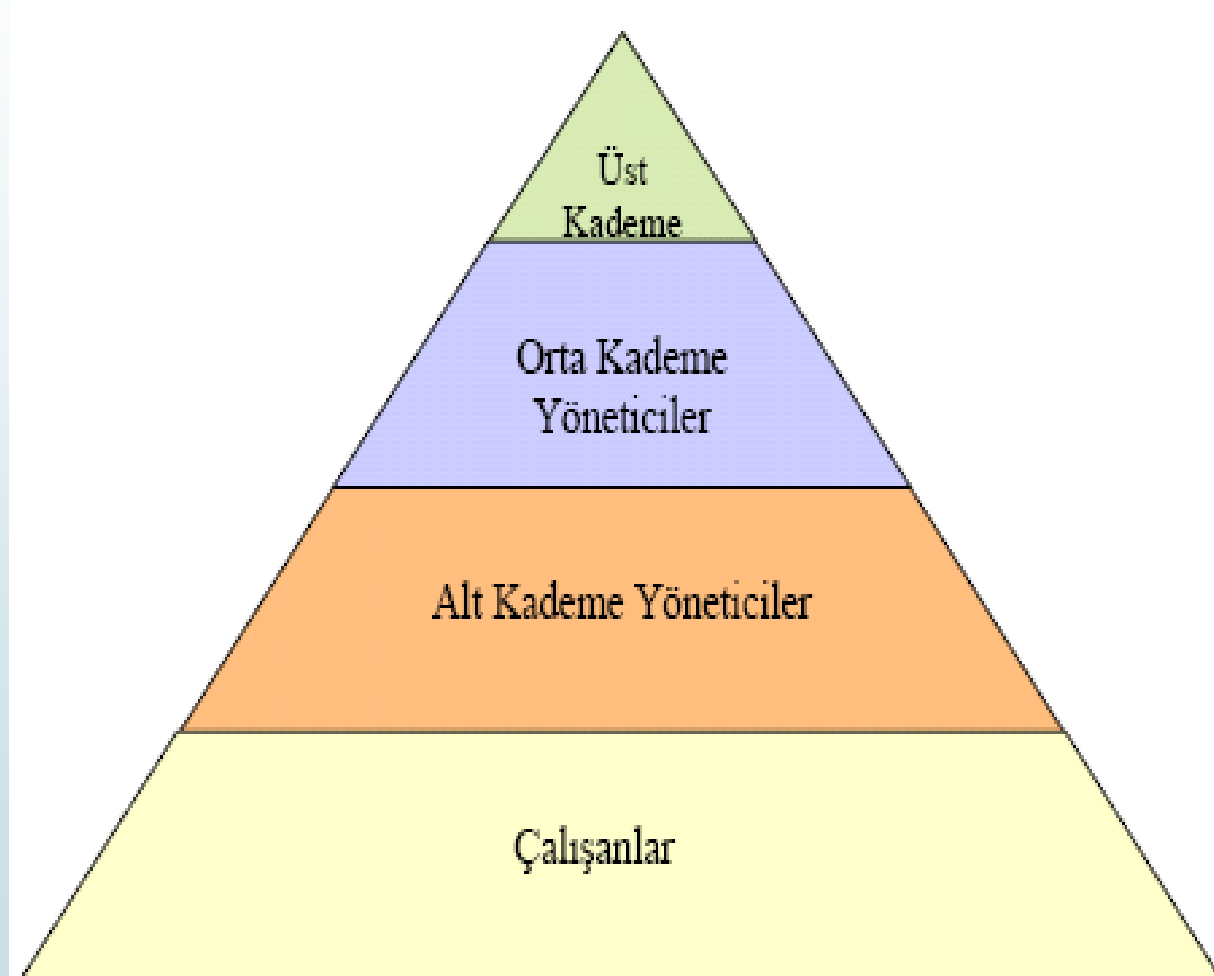 Üst
Kademe
Orta Kademe
Yöneticiler
Alt Kademe Yöneticiler
Çalışanlar